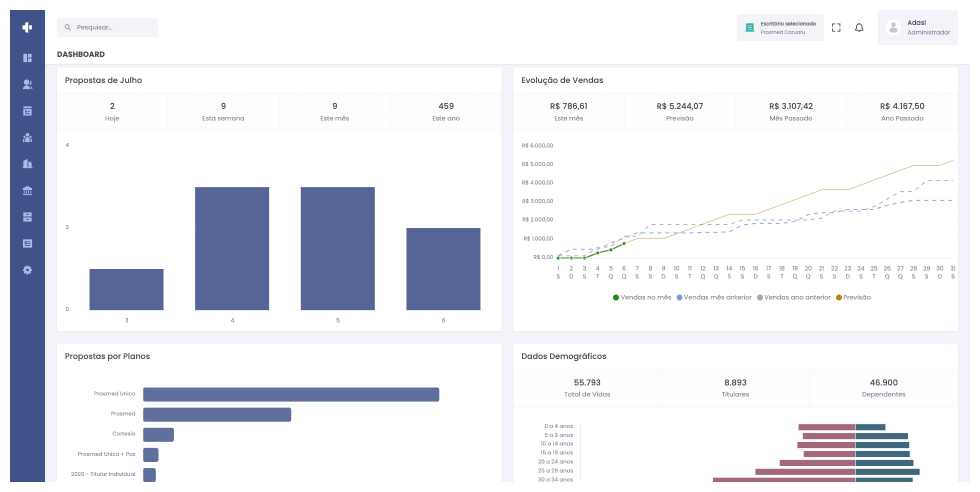 Pesquisar...
Escritório selecionado
Prosmed Caruaru
Adasi
Administrador
DASHBOARD
Propostas de Julho
2
Hoje
9
Esta semana
9
Este mês
459
Este ano
4
2
0
3 4 5 6
Evolução de Vendas
R$ 786,61
Este mês
R$ 5.244,07
Previsão
R$ 3.107,42
Mês Passado
R$ 4.167,50
Ano Passado
R$ 6.000,00
R$ 5.000,00
R$ 4.000,00
R$ 3.000,00
R$ 2.000,00
R$ 1.000,00
R$ 0,00
1 2 3 4 5 6 7 8 9 10 11 12 13 14 15 16 17 18 19 20 21 22 23 24 25 26 27 28 29 30 31
S D S T Q Q S S D S T Q Q S S D S T Q Q S S D S T Q Q S S D S
Vendas no mês Vendas mês anterior Vendas ano anterior Previsão
Propostas por Planos
Prosmed Unico
Prosmed
Cortesia
Prosmed Unico + Pax
2020 - Titular Individual
Dados Demográficos
55.793
Total de Vidas
8.893
Titulares
46.900
Dependentes
0 a 4 anos
5 a 9 anos
10 a 14 anos
15 a 19 anos
20 a 24 anos
25 a 29 anos
30 a 34 anos